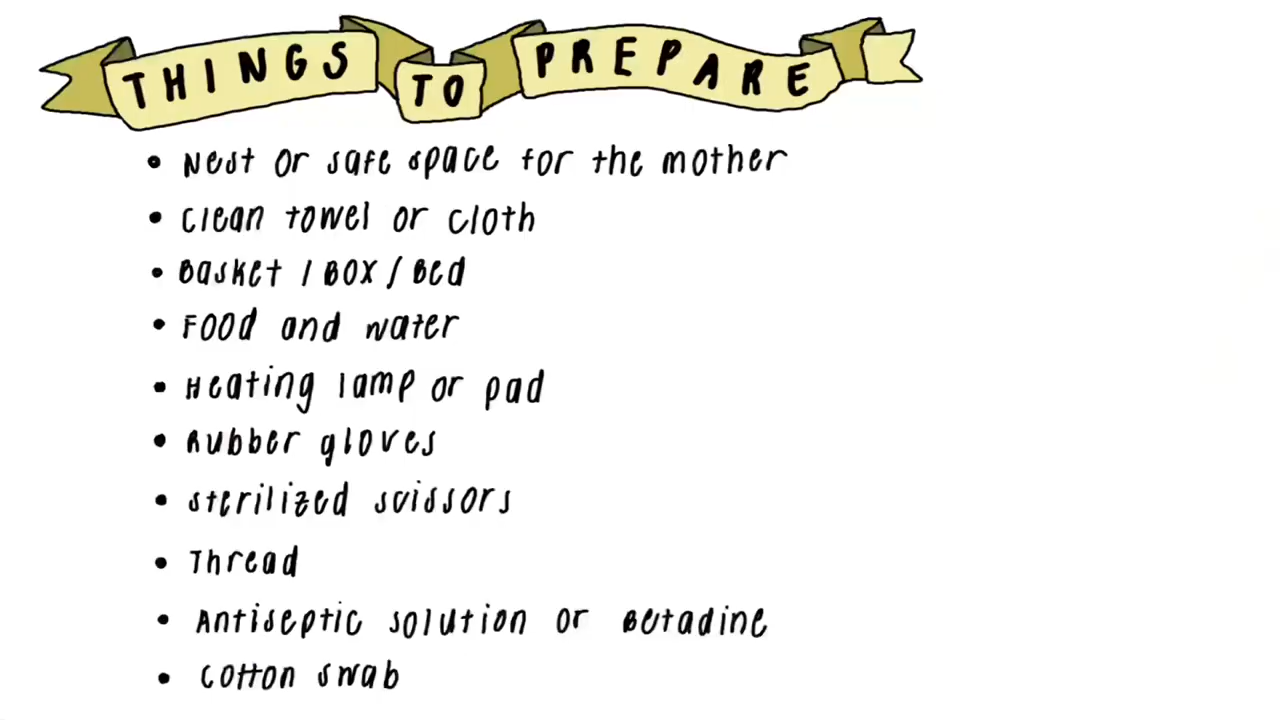 THINGS TO PREPARE
• Nest or safe space for the mother
• Clean towel or cloth
• Basket / Box / Bed
• Food and water
• Heating lamp or pad
• Rubber gloves
• Sterilized scissors
• Thread
• Antiseptic solution or Betadine
• Cotton swab